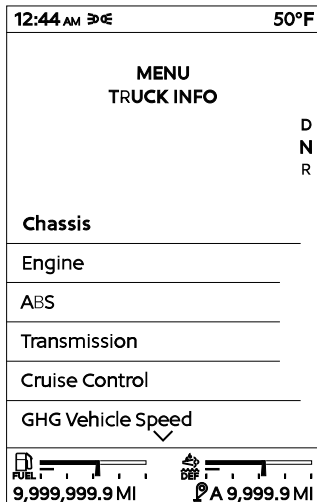 12:44 AM 50°F
MENU
TRUCK INFO
D
N
R
Chassis
Engine
ABS
Transmission
Cruise Control
GHG Vehicle Speed
FUEL DEF
9,999,999.9 MI A 9,999.9 MI